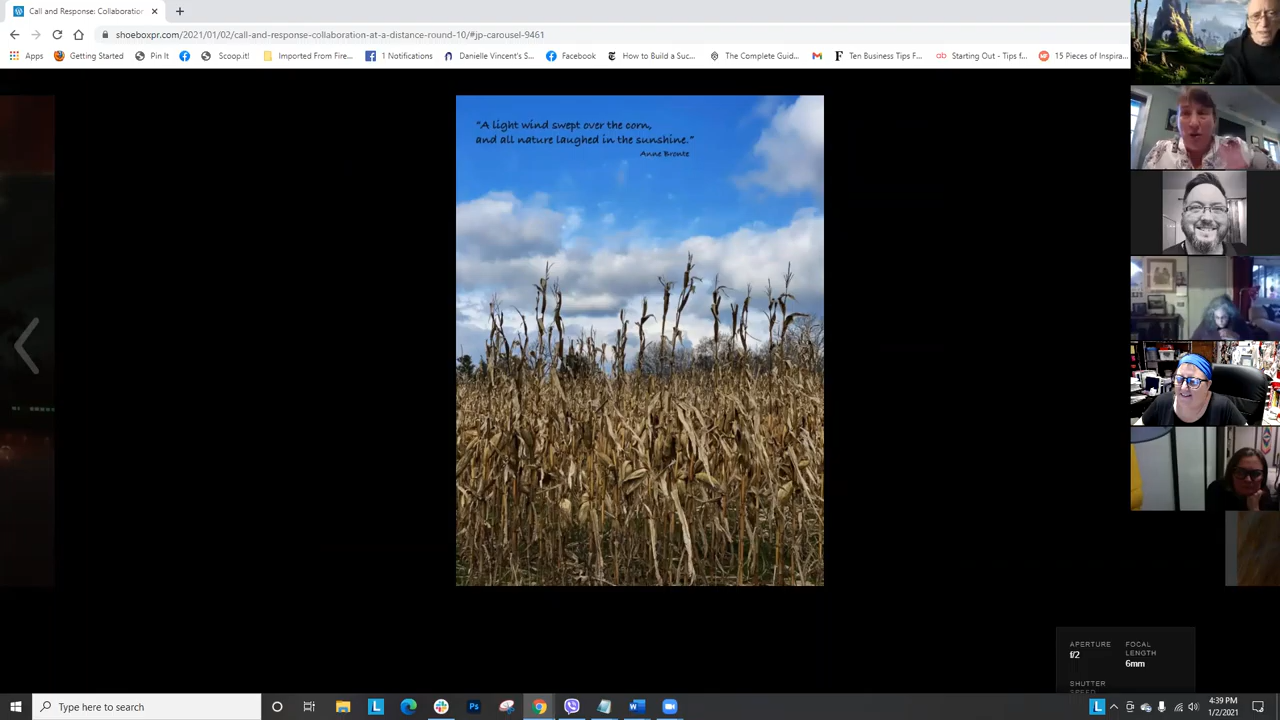 Call and Response: Collaboration
shoeboxpr.com/2021/01/02/call-and-response-collaboration-at-a-distance-round-10/#jp-carousel-9461
Apps Getting Started Pin It Scoop.it Imported From Fire... 1 Notifications Danielle Vincent's S... Facebook How to Build a Suc... The Complete Guid... Ten Business Tips F... Starting Out - Tips f... 15 Pieces of Inspira...
"A light wind swept over the corn,
and all nature laughed in the sunshine."
Anne Bronte
APERTURE
f/2
FOCAL
LENGTH
6mm
SHUTTER
SPEED
Type here to search
4:39 PM
1/2/2021